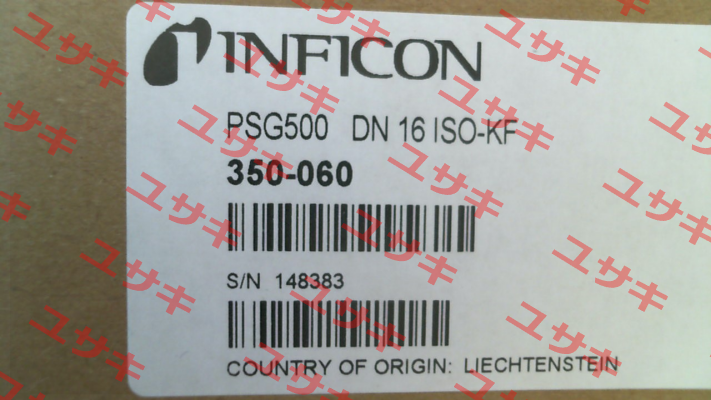 INFICON
PSG500 DN 16 ISO-KF
350-060
S/N 148383
COUNTRY OF ORIGIN: LIECHTENSTEIN
ユサキ